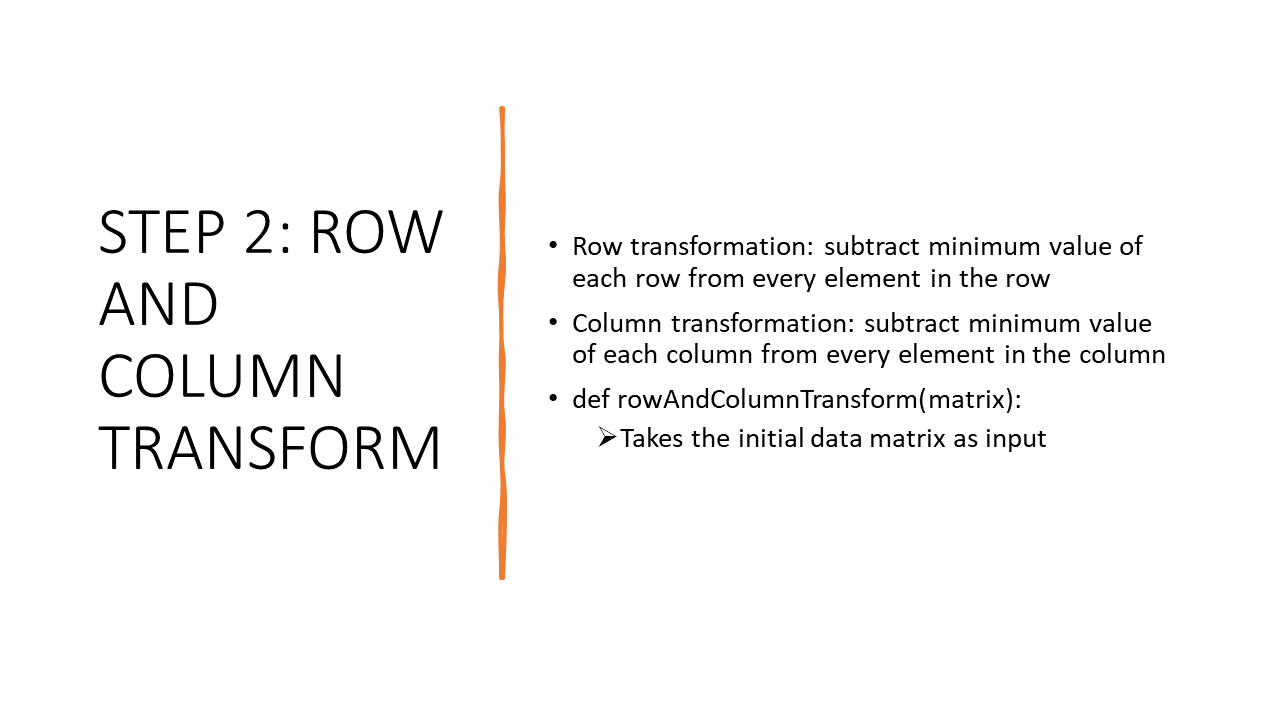 STEP 2: ROW
AND
COLUMN
TRANSFORM
• Row transformation: subtract minimum value of
each row from every element in the row
• Column transformation: subtract minimum value
of each column from every element in the column
• def rowAndColumnTransform(matrix):
➢Takes the initial data matrix as input